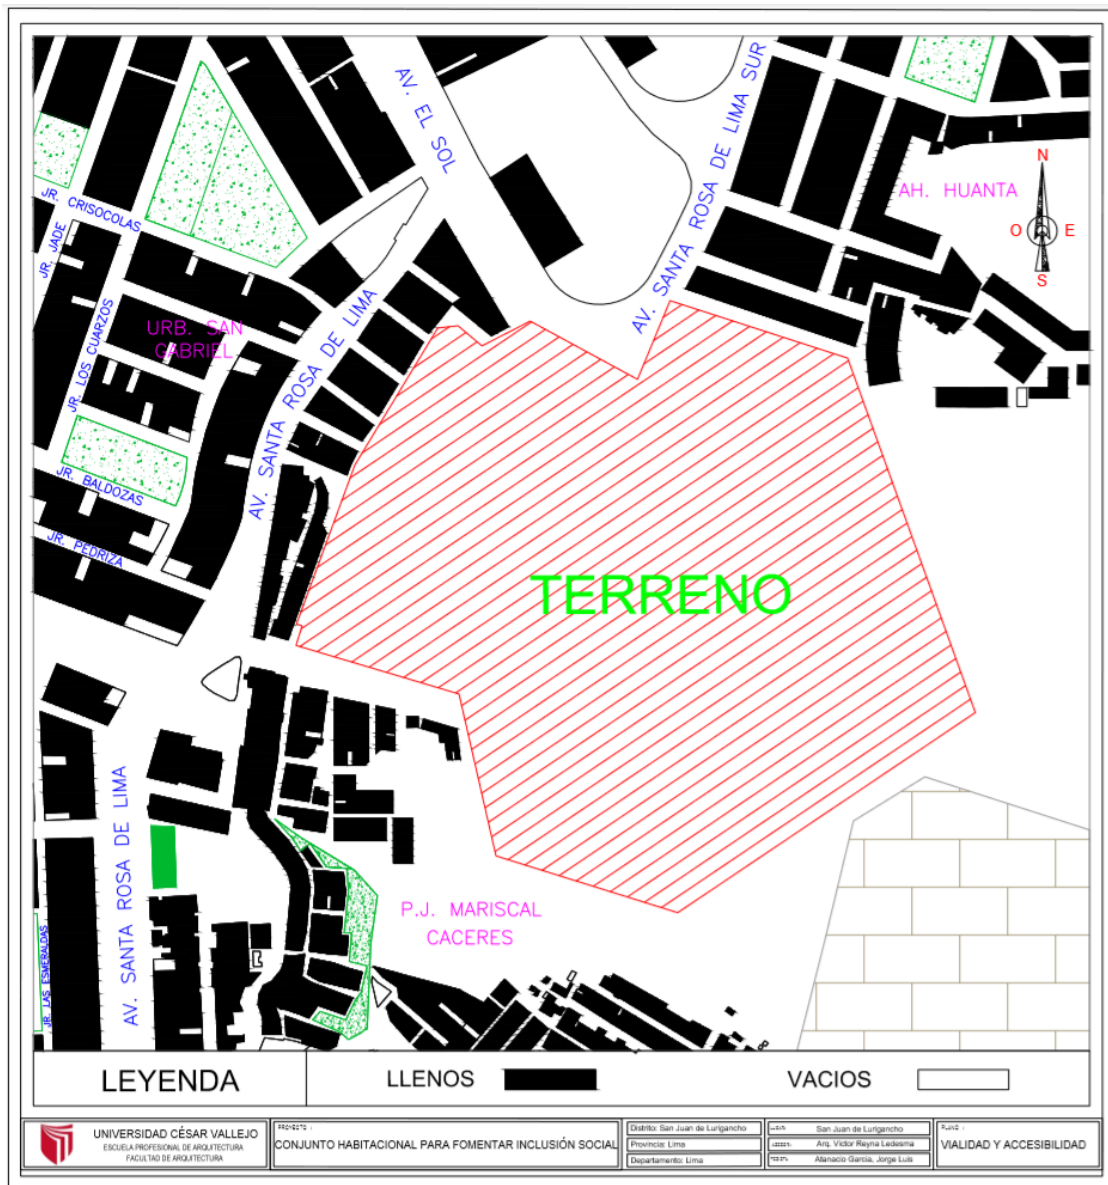 AV. EL SOL
AV. SANTA ROSA DE LIMA SUR
AH. HUANTA
N
O
E
S
JR. CRISOCOLAS
JR. JADE
URB. SAN
GABRIEL
JR. LOS CUARZOS
AV. SANTA ROSA DE LIMA
JR. BALDOZAS
JR. PEDRIZA
TERRENO
AV. SANTA ROSA DE LIMA
JR. LAS ESMERALDAS
P.J. MARISCAL
CACERES
LEYENDA
LLENOS
VACIOS
UNIVERSIDAD CÉSAR VALLEJO
ESCUELA PROFESIONAL DE ARQUITECTURA
FACULTAD DE ARQUITECTURA
PROYECTO :
CONJUNTO HABITACIONAL PARA FOMENTAR INCLUSIÓN SOCIAL
Distrito: San Juan de Lurigancho
Provincia: Lima
Departamento: Lima
San Juan de Lurigancho
Arq. Victor Reyna Ledesma
Atanacio Garcia, Jorge Luis
PLANO :
VIALIDAD Y ACCESIBILIDAD